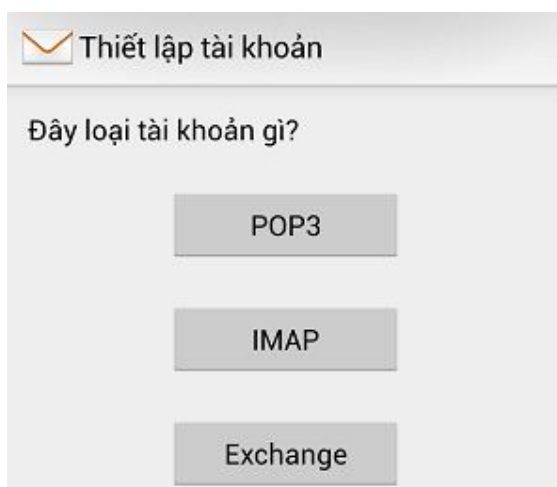 Thiết lập tài khoản
Đây loại tài khoản gì?
POP3
IMAP
Exchange